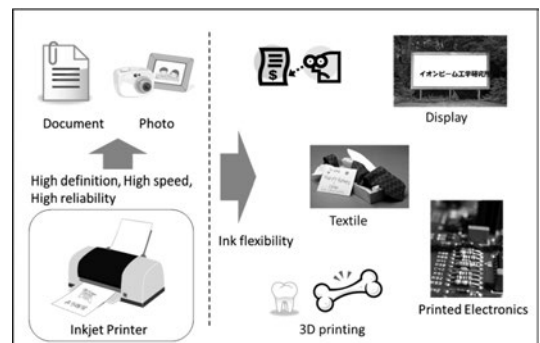 Document
Photo
High definition, High speed,
High reliability
Inkjet Printer
Ink flexibility
$
イオンビーム工学研究所
Display
Textile
3D printing
Printed Electronics